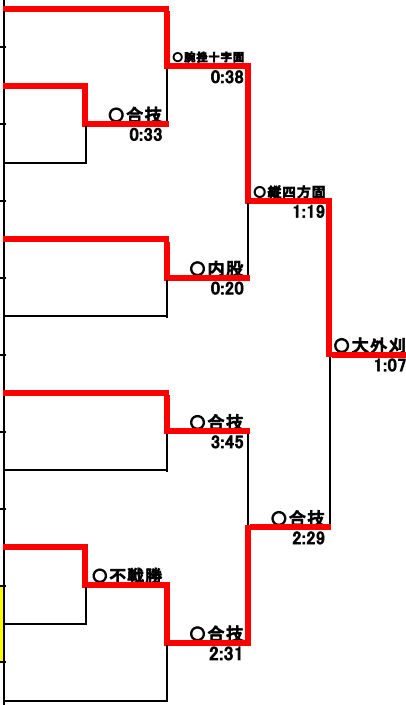 ○腕挫十字固
0:38
○合技
0:33
○縦四方固
1:19
○内股
0:20
○大外刈
1:07
○合技
3:45
○合技
2:29
○不戦勝
○合技
2:31